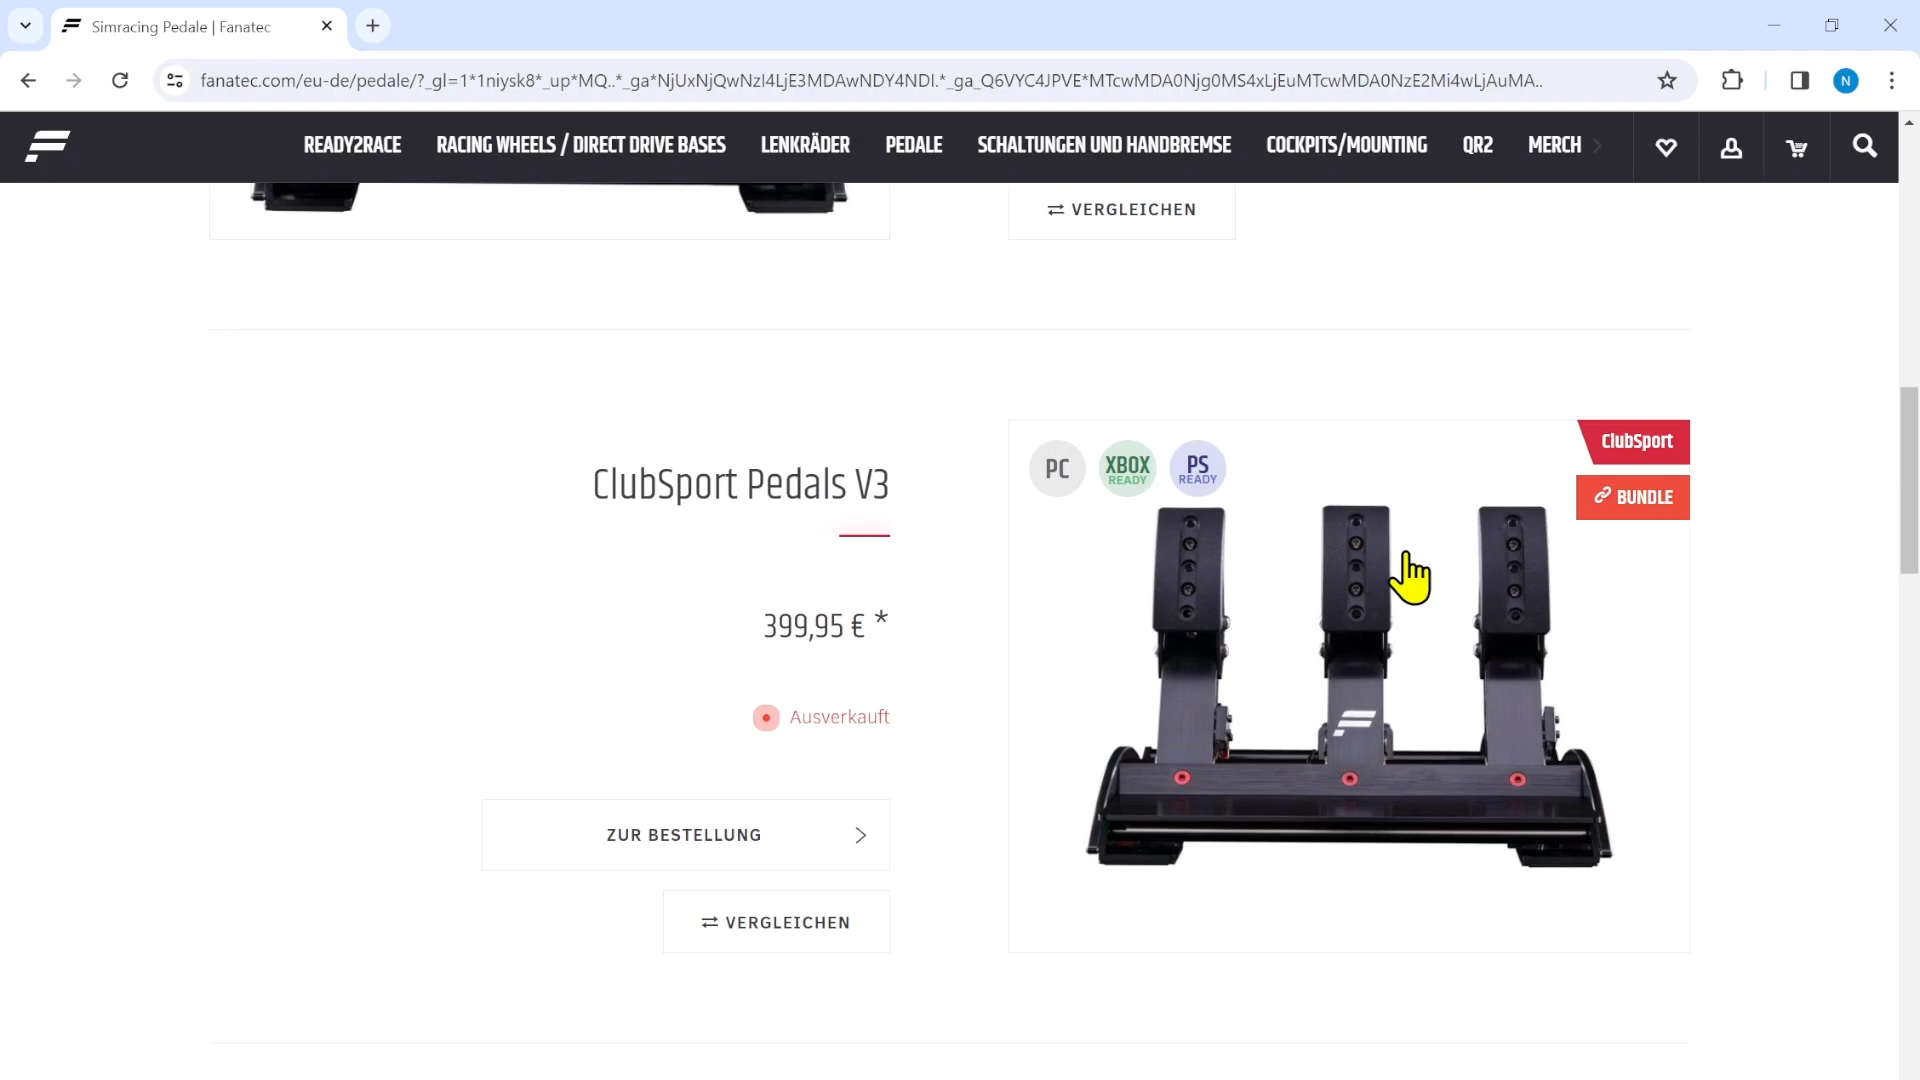 Simracing Pedale | Fanatec
fanatec.com/eu-de/pedale/?_gl=1*1niysk8*_up*MQ..*_ga*NjUxNjQwNzI4LjE3MDAwNDY4NDI.*_ga_Q6VYC4JPVE*MTcwMDA0Njg0MS4xLjEuMTcwMDA0NzE2Mi4wLjAuMA..
N
READY2RACE RACING WHEELS / DIRECT DRIVE BASES LENKRÄDER PEDALE SCHALTUNGEN UND HANDBREMSE COCKPITS/MOUNTING QR2 MERCH
VERGLEICHEN
ClubSport Pedals V3
399,95 € *
Ausverkauft
ZUR BESTELLUNG
VERGLEICHEN
PC
XBOX
READY
PS
READY
ClubSport
BUNDLE